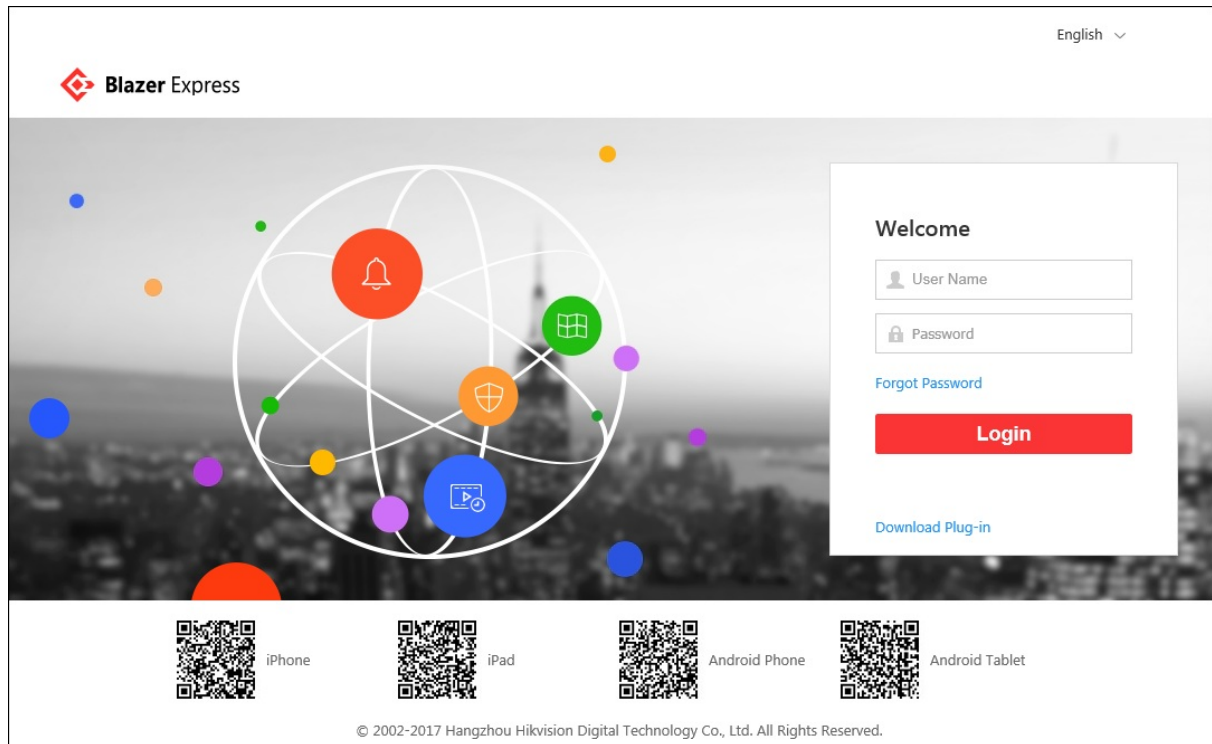 English
Blazer Express
Welcome
User Name
Password
Forgot Password
Login
Download Plug-in
iPhone
iPad
Android Phone
Android Tablet
© 2002-2017 Hangzhou Hikvision Digital Technology Co., Ltd. All Rights Reserved.